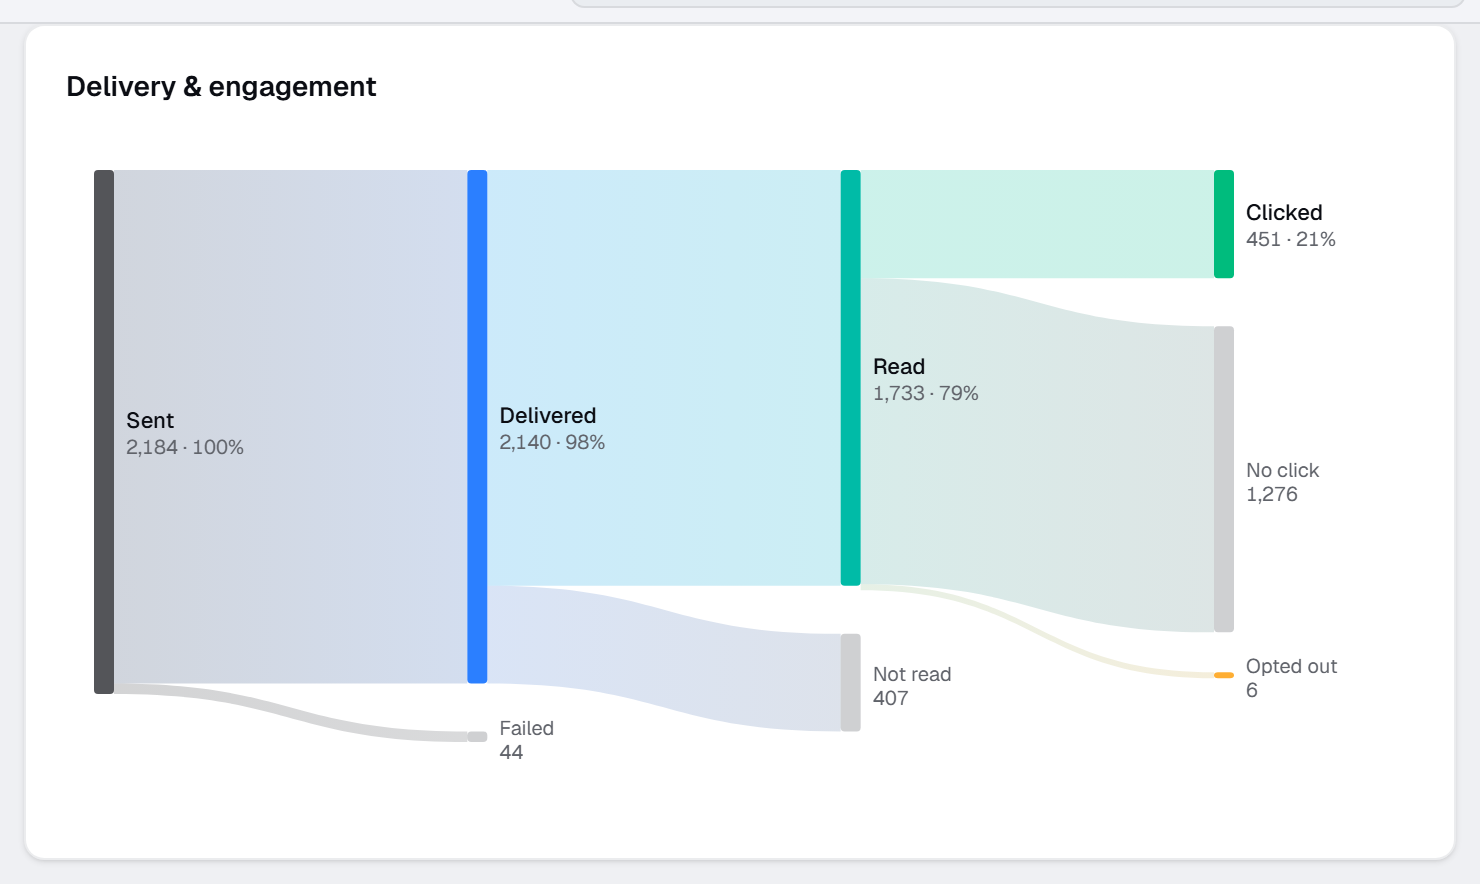 Delivery & engagement
Sent
2,184 · 100%
Delivered
2,140 · 98%
Failed
44
Read
1,733 · 79%
Not read
407
Clicked
451 · 21%
No click
1,276
Opted out
6